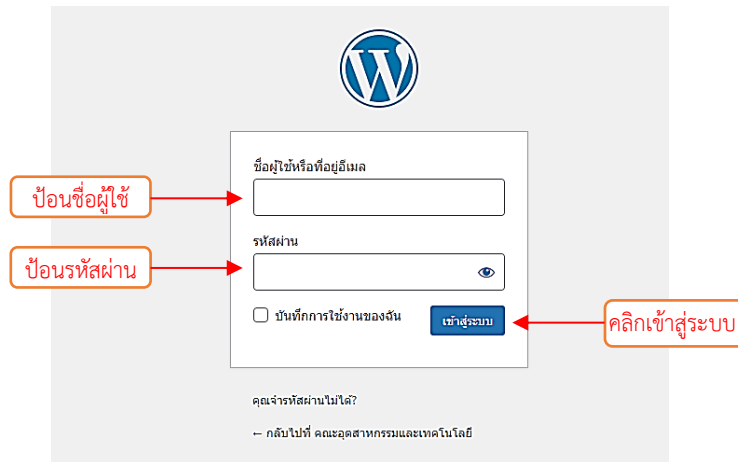 ชื่อผู้ใช้หรือที่อยู่อีเมล
ป้อนชื่อผู้ใช้
รหัสผ่าน
ป้อนรหัสผ่าน
บันทึกการใช้งานของฉัน
เข้าสู่ระบบ
คลิกเข้าสู่ระบบ
คุณจำรหัสผ่านไม่ได้?
← กลับไปที่ คณะอุตสาหกรรมและเทคโนโลยี